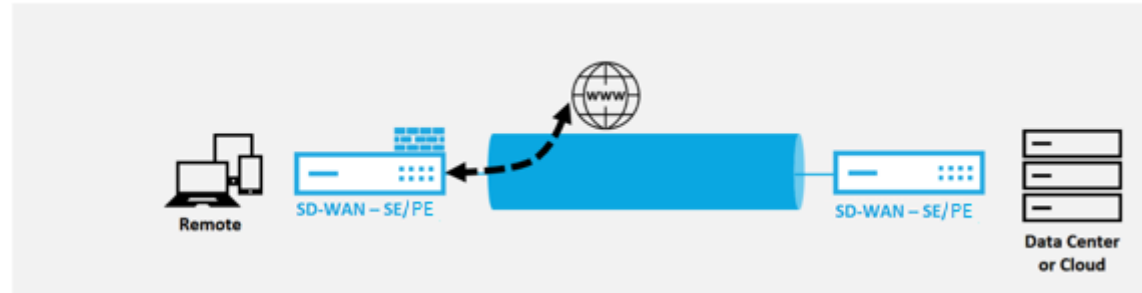 www
Remote
SD-WAN – SE/PE
SD-WAN – SE/PE
Data Center
or Cloud